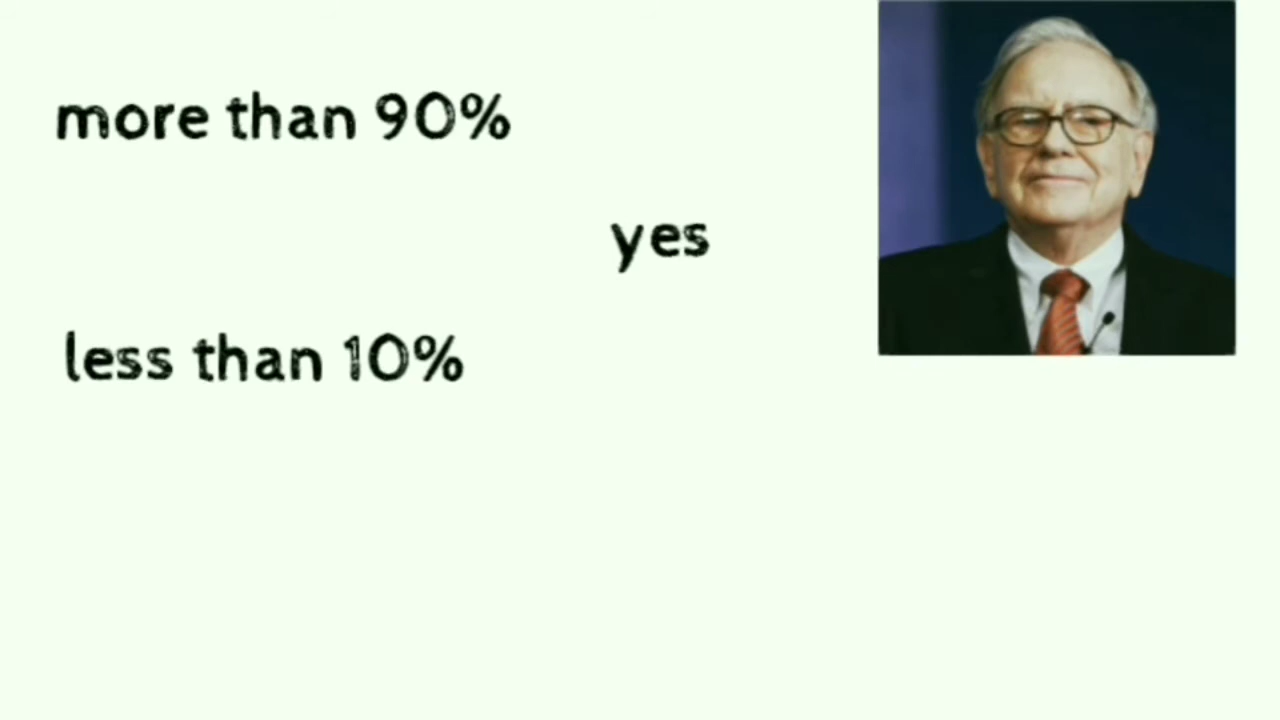 more than 90%
yes
less than 10%